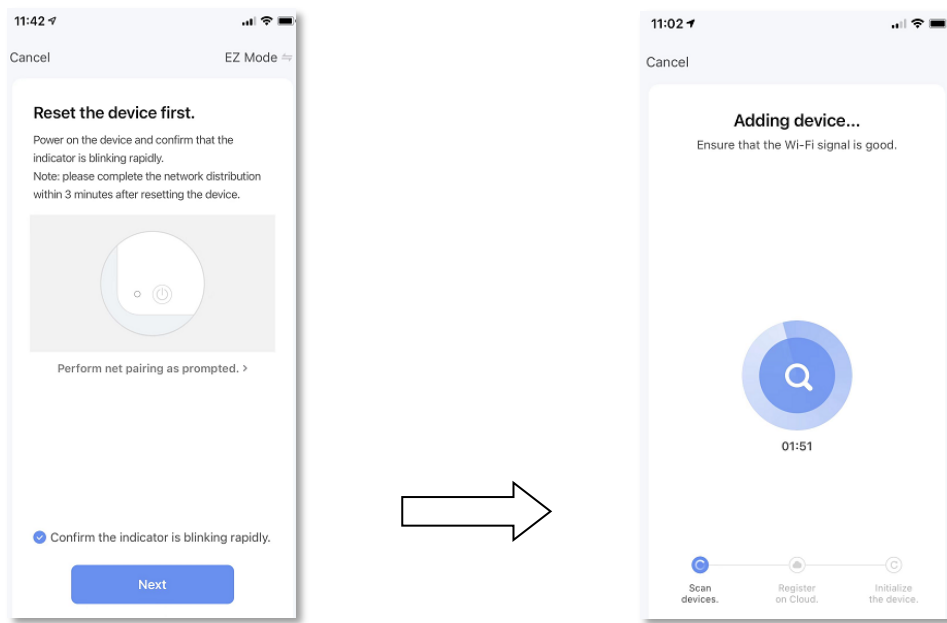 11:42
Cancel
EZ Mode
Reset the device first.
Power on the device and confirm that the
indicator is blinking rapidly.
Note: please complete the network distribution
within 3 minutes after resetting the device.
Perform net pairing as prompted. >
Confirm the indicator is blinking rapidly.
Next
11:02
Cancel
Adding device...
Ensure that the Wi-Fi signal is good.
01:51
Scan
devices.
Register
on Cloud.
Initialize
the device.